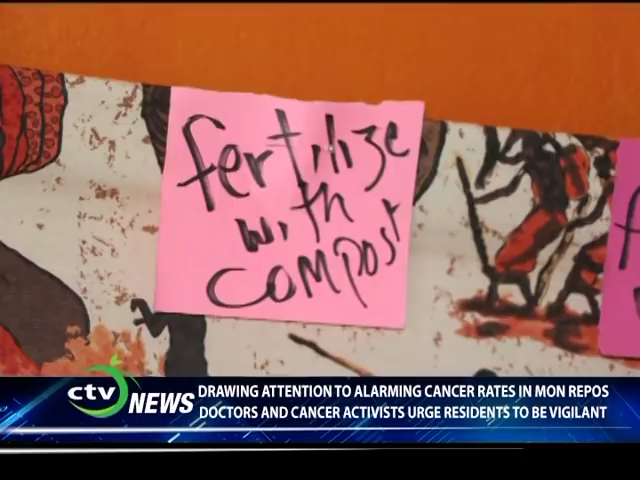 fertilize
with
compost
ctv NEWS
DRAWING ATTENTION TO ALARMING CANCER RATES IN MON REPOS
DOCTORS AND CANCER ACTIVISTS URGE RESIDENTS TO BE VIGILANT